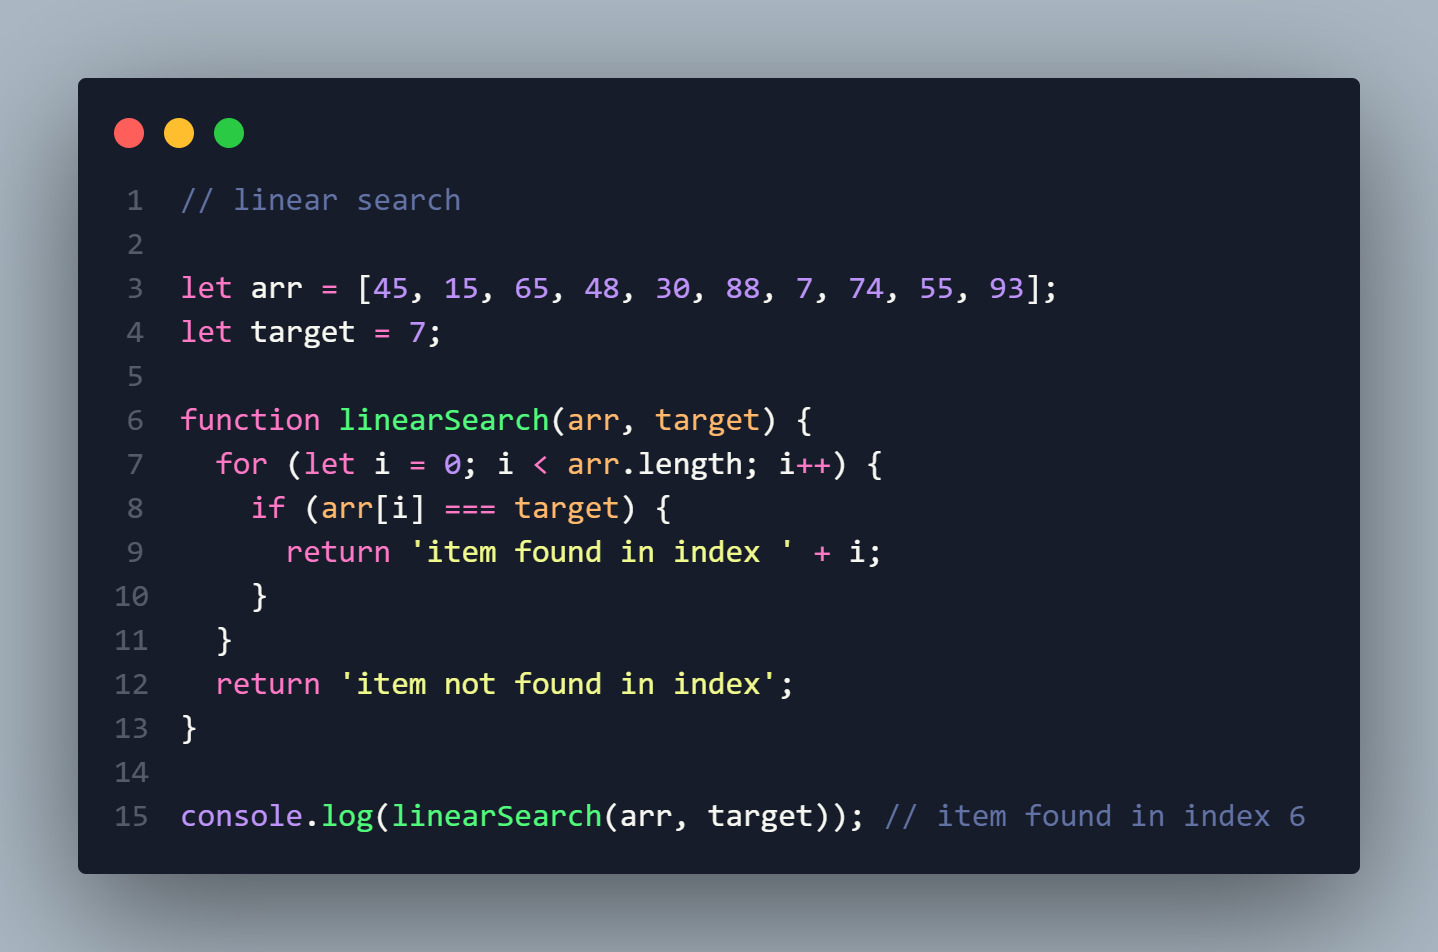 1 // linear search
2
3 let arr = [45, 15, 65, 48, 30, 88, 7, 74, 55, 93];
4 let target = 7;
5
6 function linearSearch(arr, target) {
7   for (let i = 0; i < arr.length; i++) {
8     if (arr[i] === target) {
9       return 'item found in index ' + i;
10     }
11   }
12   return 'item not found in index';
13 }
14
15 console.log(linearSearch(arr, target)); // item found in index 6